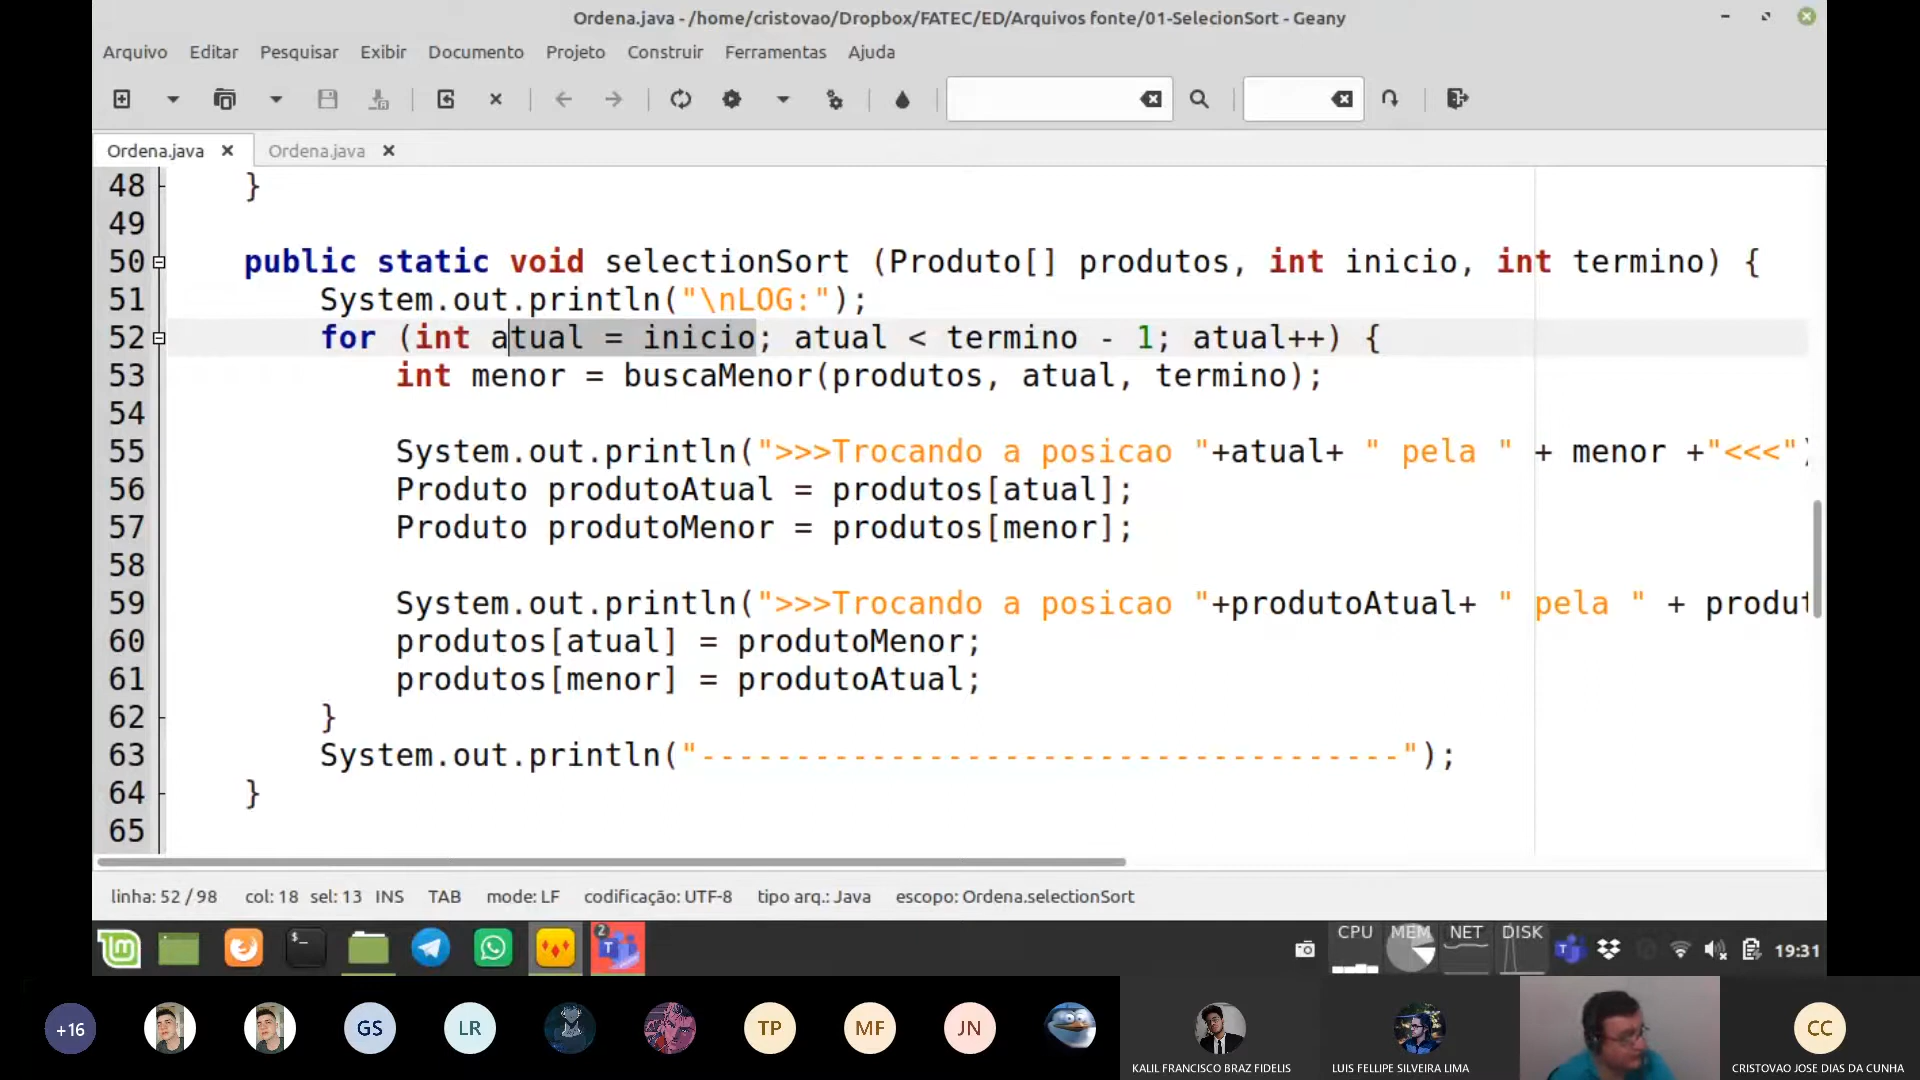 Ordena.java - /home/cristovao/Dropbox/FATEC/ED/Arquivos fonte/01-SelecionSort - Geany
Arquivo Editar Pesquisar Exibir Documento Projeto Construir Ferramentas Ajuda
Ordena.java Ordena.java
48 }
49
50 public static void selectionSort (Produto[] produtos, int inicio, int termino) {
51 System.out.println("\nLOG:");
52 for (int atual = inicio; atual < termino - 1; atual++) {
53 int menor = buscaMenor(produtos, atual, termino);
54
55 System.out.println(">>>Trocando a posicao "+atual+ " pela " + menor +"<<<")
56 Produto produtoAtual = produtos[atual];
57 Produto produtoMenor = produtos[menor];
58
59 System.out.println(">>>Trocando a posicao "+produtoAtual+ " pela " + produt
60 produtos[atual] = produtoMenor;
61 produtos[menor] = produtoAtual;
62 }
63 System.out.println("-------------------------------------");
64 }
65
linha: 52 / 98 col: 18 sel: 13 INS TAB mode: LF codificação: UTF-8 tipo arq.: Java escopo: Ordena.selectionSort
2 CPU MEM NET DISK 19:31
+16 GS LR TP MF JN CC
KALIL FRANCISCO BRAZ FIDELIS LUIS FELLIPE SILVEIRA LIMA CRISTOVAO JOSE DIAS DA CUNHA